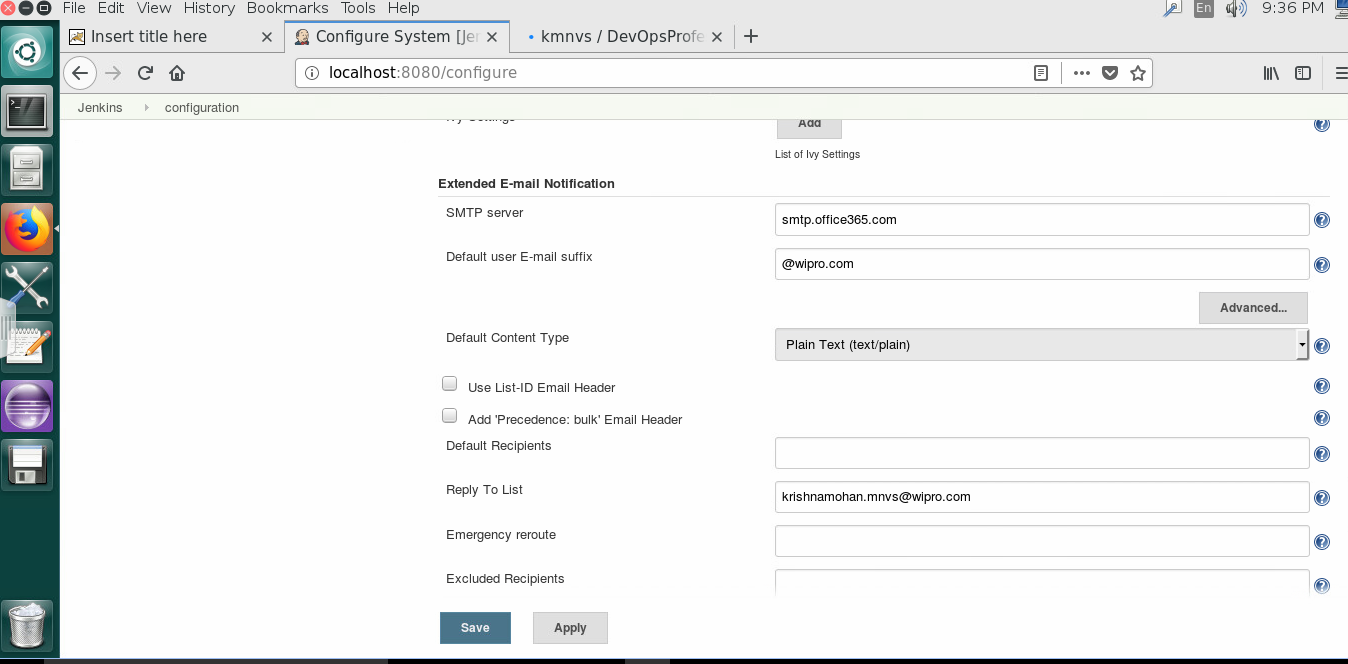 File Edit View History Bookmarks Tools Help
En
9:36 PM
Insert title here
Configure System [Je
kmnvs / DevOpsProfe
localhost:8080/configure
Jenkins
configuration
Ivy Settings
Add
List of Ivy Settings
Extended E-mail Notification
SMTP server
smtp.office365.com
Default user E-mail suffix
@wipro.com
Advanced...
Default Content Type
Plain Text (text/plain)
Use List-ID Email Header
Add 'Precedence: bulk' Email Header
Default Recipients
Reply To List
krishnamohan.mnvs@wipro.com
Emergency reroute
Excluded Recipients
Save
Apply